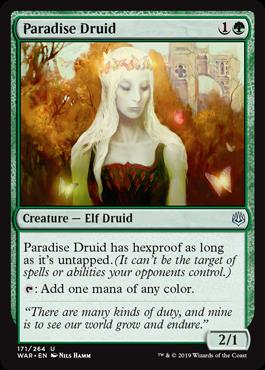 Paradise Druid 1
Creature — Elf Druid
Paradise Druid has hexproof as long
as it's untapped. (It can't be the target of
spells or abilities your opponents control.)
: Add one mana of any color.
"There are many kinds of duty, and mine
is to see our world grow and endure."
2/1
171/264 U
WAR • EN NILS HAMM
™ & © 2019 Wizards of the Coast